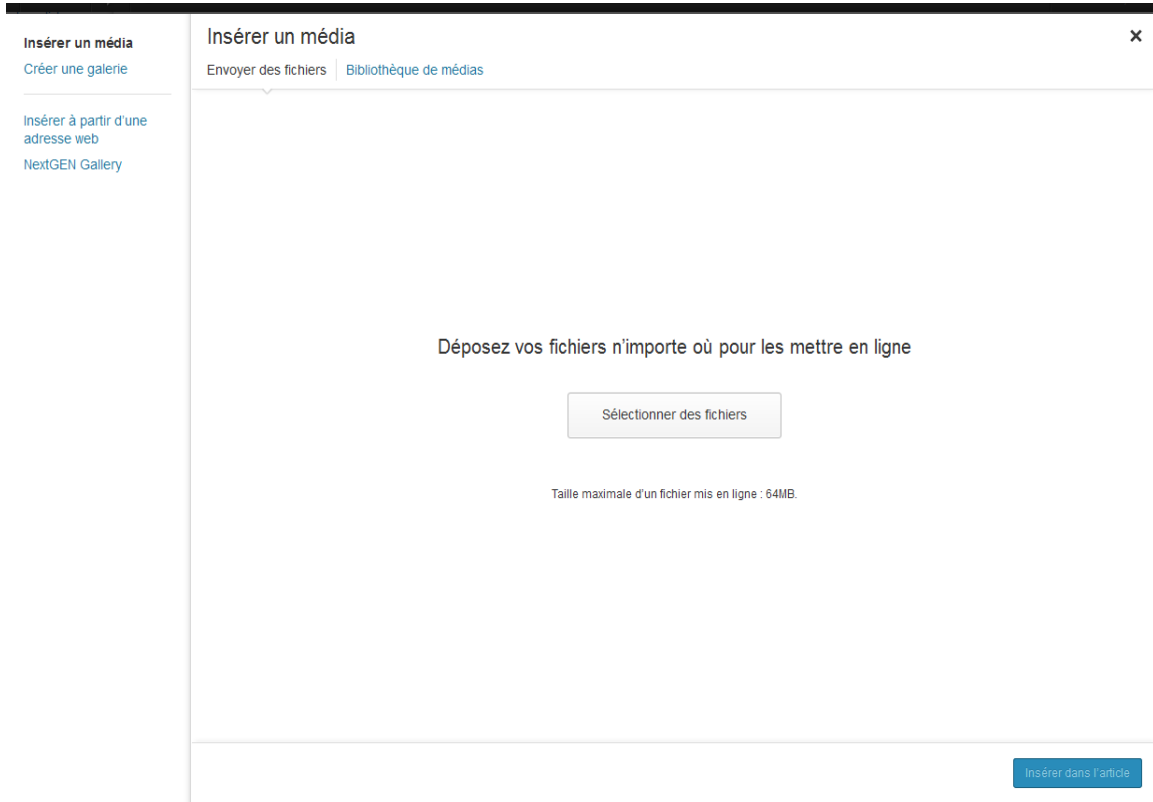 Insérer un média
Créer une galerie
Insérer à partir d’une
adresse web
NextGEN Gallery
Insérer un média
×
Envoyer des fichiers
Bibliothèque de médias
Déposez vos fichiers n’importe où pour les mettre en ligne
Sélectionner des fichiers
Taille maximale d’un fichier mis en ligne : 64MB.
Insérer dans l’article